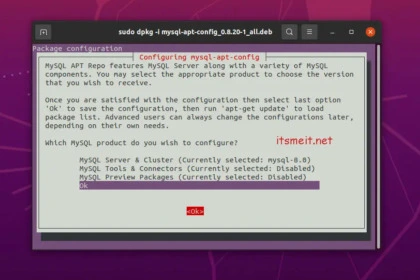 sudo dpkg -i mysql-apt-config_0.8.20-1_all.deb
Package configuration
Configuring mysql-apt-config
MySQL APT Repo features MySQL Server along with a variety of MySQL
components. You may select the appropriate product to choose the version
that you wish to receive.
Once you are satisfied with the configuration then select last option
'Ok' to save the configuration, then run 'apt-get update' to load
package list. Advanced users can always change the configurations later,
depending on their own needs.
Which MySQL product do you wish to configure?
itsmeit.net
MySQL Server & Cluster (Currently selected: mysql-8.0)
MySQL Tools & Connectors (Currently selected: Disabled)
MySQL Preview Packages (Currently selected: Disabled)
Ok
<Ok>